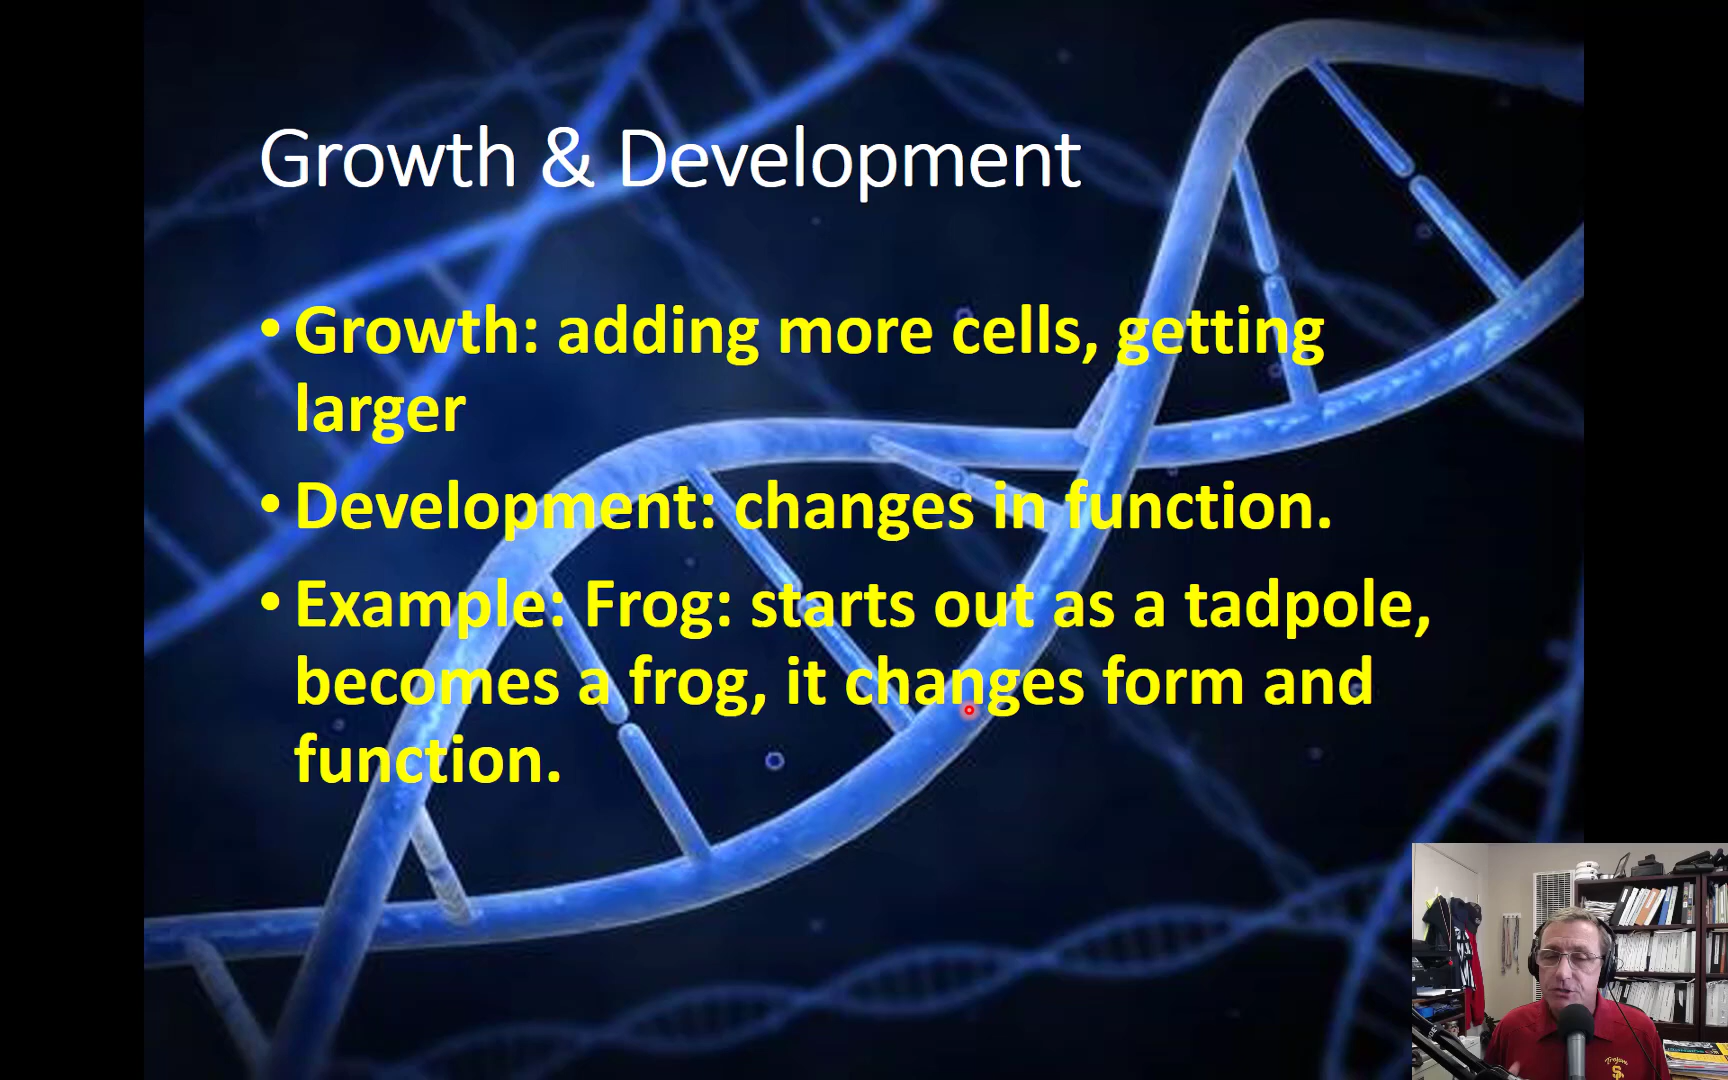 Growth & Development
• Growth: adding more cells, getting
larger
• Development: changes in function.
• Example: Frog: starts out as a tadpole,
becomes a frog, it changes form and
function.
Trojans